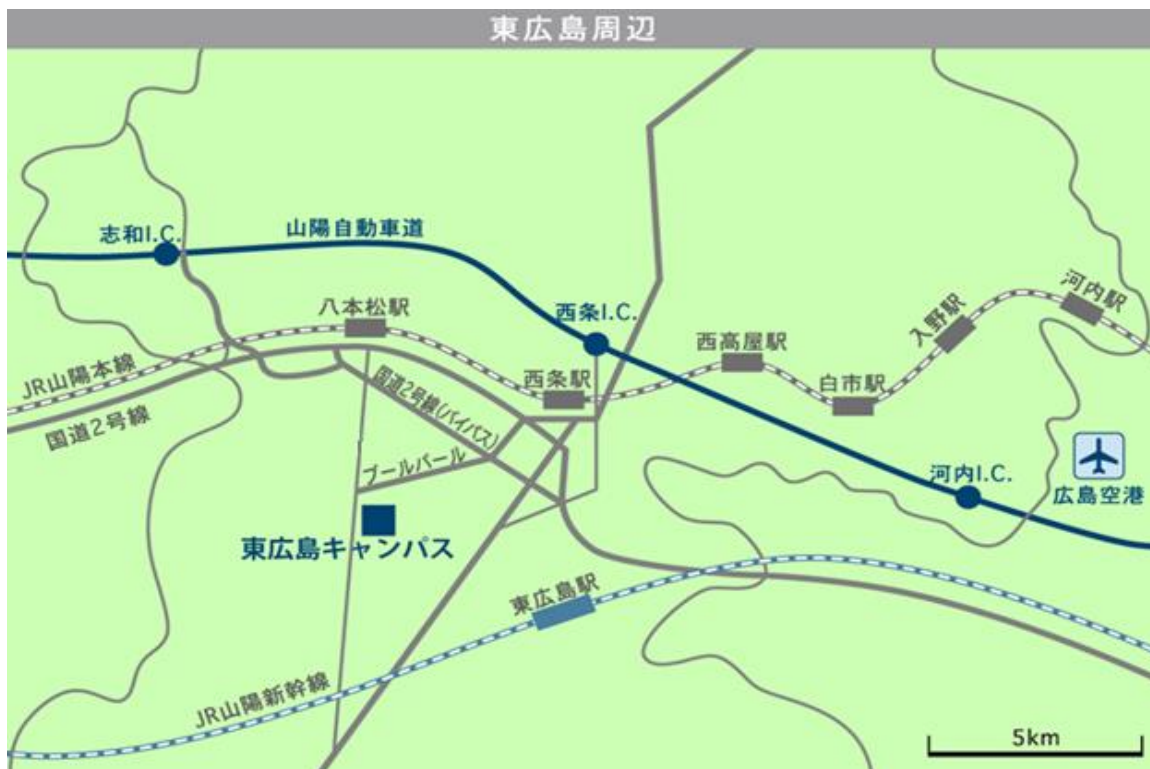 東広島周辺
志和I.C.
山陽自動車道
八本松駅
西条I.C.
河内駅
入野駅
西高屋駅
白市駅
西条駅
JR山陽本線
国道2号線
国道2号線(バイパス)
ブールバール
東広島キャンパス
河内I.C.
広島空港
東広島駅
JR山陽新幹線
5km